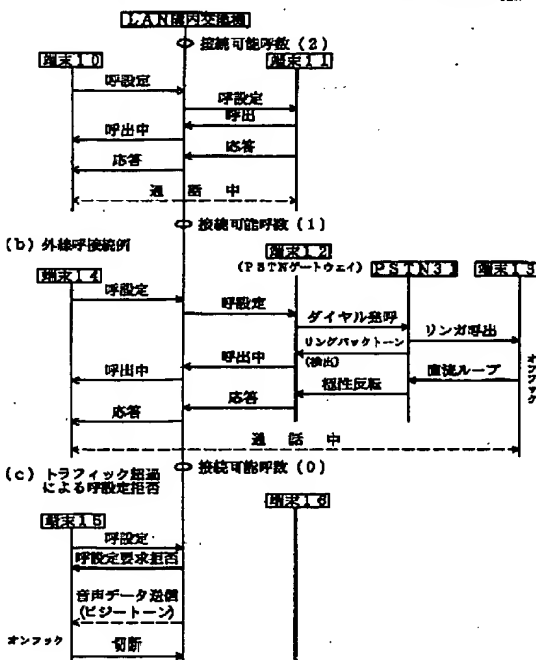 LAN構内交換機
接続可能呼数(2)
端末10
端末11
呼設定
呼設定
呼出
呼出中
応答
応答
通話中
接続可能呼数(1)
(b) 外線呼接続例
端末12
(PSTNゲートウェイ)
端末14
PSTN31
端末13
呼設定
呼設定
ダイヤル発呼
リンガ呼出
リングバックトーン
(検出)
呼出中
呼出中
直流ループ
オンフック
極性反転
応答
応答
通話中
接続可能呼数(0)
(c) トラフィック超過
による呼設定拒否
端末15
端末16
呼設定
呼設定要求拒否
音声データ送信
(ビジートーン)
オンフック
切断